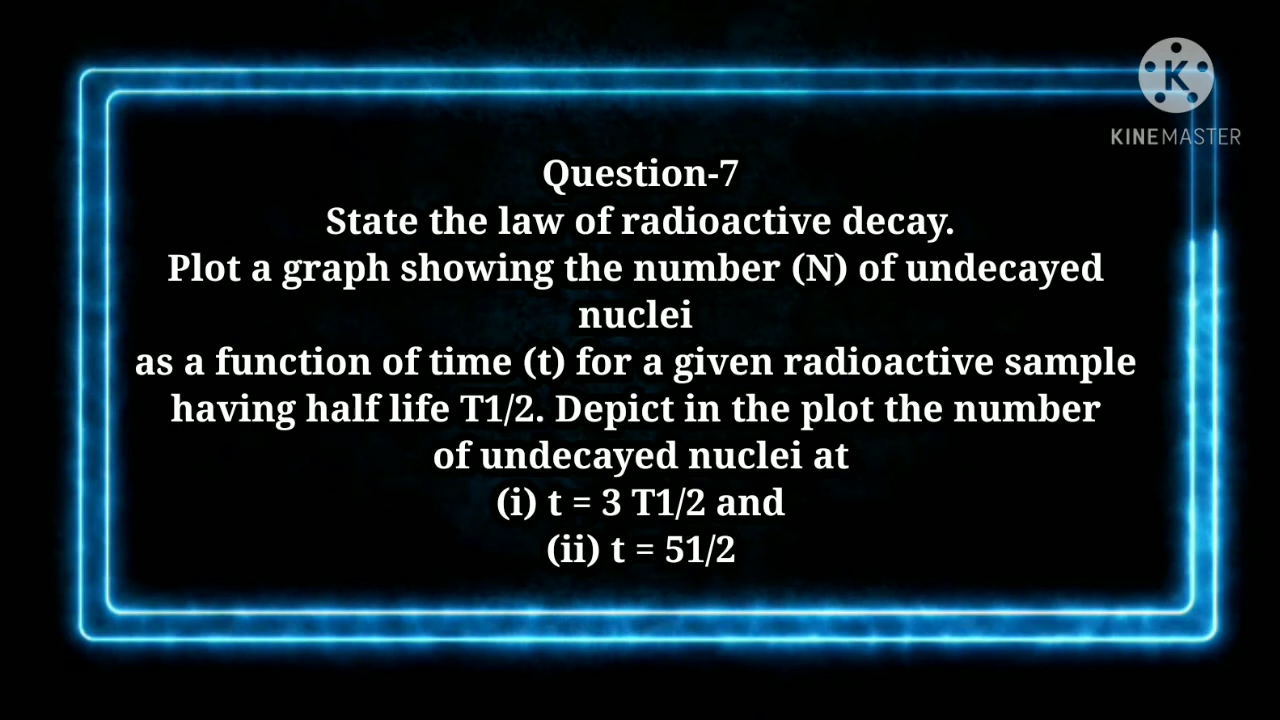 KINEMASTER
Question-7
State the law of radioactive decay.
Plot a graph showing the number (N) of undecayed
nuclei
as a function of time (t) for a given radioactive sample
having half life T1/2. Depict in the plot the number
of undecayed nuclei at
(i) t = 3 T1/2 and
(ii) t = 51/2